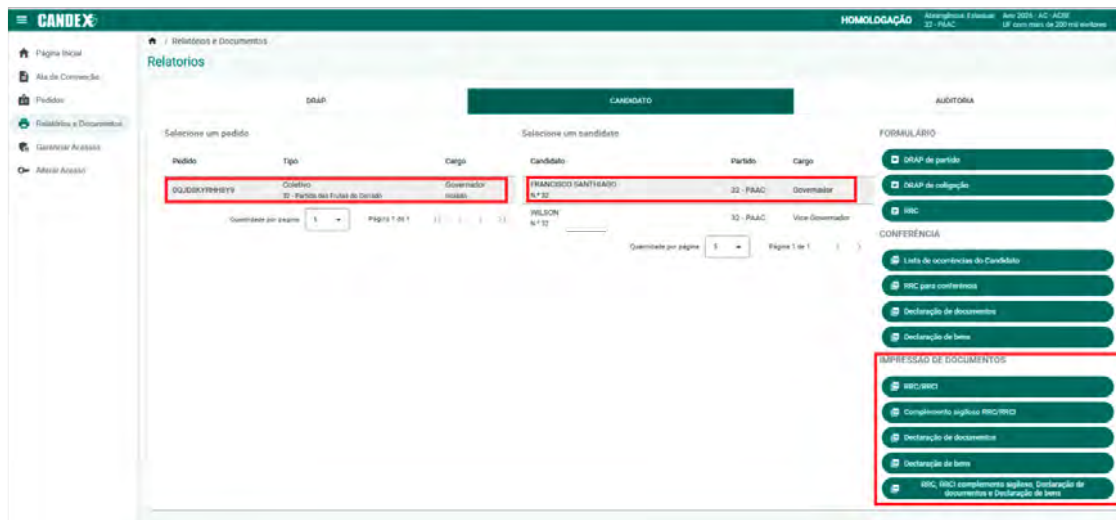 CANDEX
HOMOLOGAÇÃO
Abrangência Estadual
32 - PAAC
Ano 2026 - AC - ACRE
UF com mais de 200 mil eleitores
Página Inicial
Ata de Convenção
Pedidos
Relatórios e Documentos
Gerenciar Acessos
Alterar Acesso
/ Relatórios e Documentos
Relatorios
DRAP
CANDIDATO
AUDITORIA
Selecione um pedido
Pedido Tipo Cargo
Coletivo
32 - Partido das Frutas do Cerrado
Governador
Quantidade por página 5 Página 1 de 1
Selecione um candidato
Candidato Partido Cargo
FRANCISCO SANTHIAGO
N.º 32
32 - PAAC Governador
WILSON
N.º 32
32 - PAAC Vice Governador
Quantidade por página 5 Página 1 de 1
FORMULÁRIO
DRAP de partido
DRAP de coligação
RRC
CONFERÊNCIA
Lista de ocorrências do Candidato
RRC para conferência
Declaração de documentos
Declaração de bens
IMPRESSÃO DE DOCUMENTOS
RRC/RRCI
Complemento sigiloso RRC/RRCI
Declaração de documentos
Declaração de bens
RRC, RRCI complemento sigiloso, Declaração de
documentos e Declaração de bens